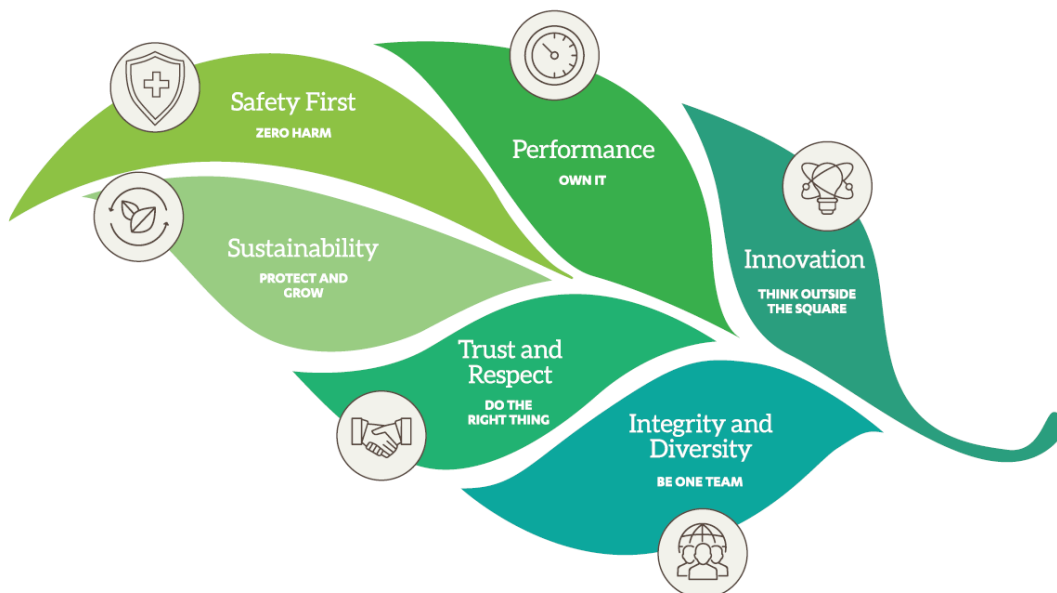 Safety First
ZERO HARM
Performance
OWN IT
Sustainability
PROTECT AND
GROW
Innovation
THINK OUTSIDE
THE SQUARE
Trust and
Respect
DO THE
RIGHT THING
Integrity and
Diversity
BE ONE TEAM